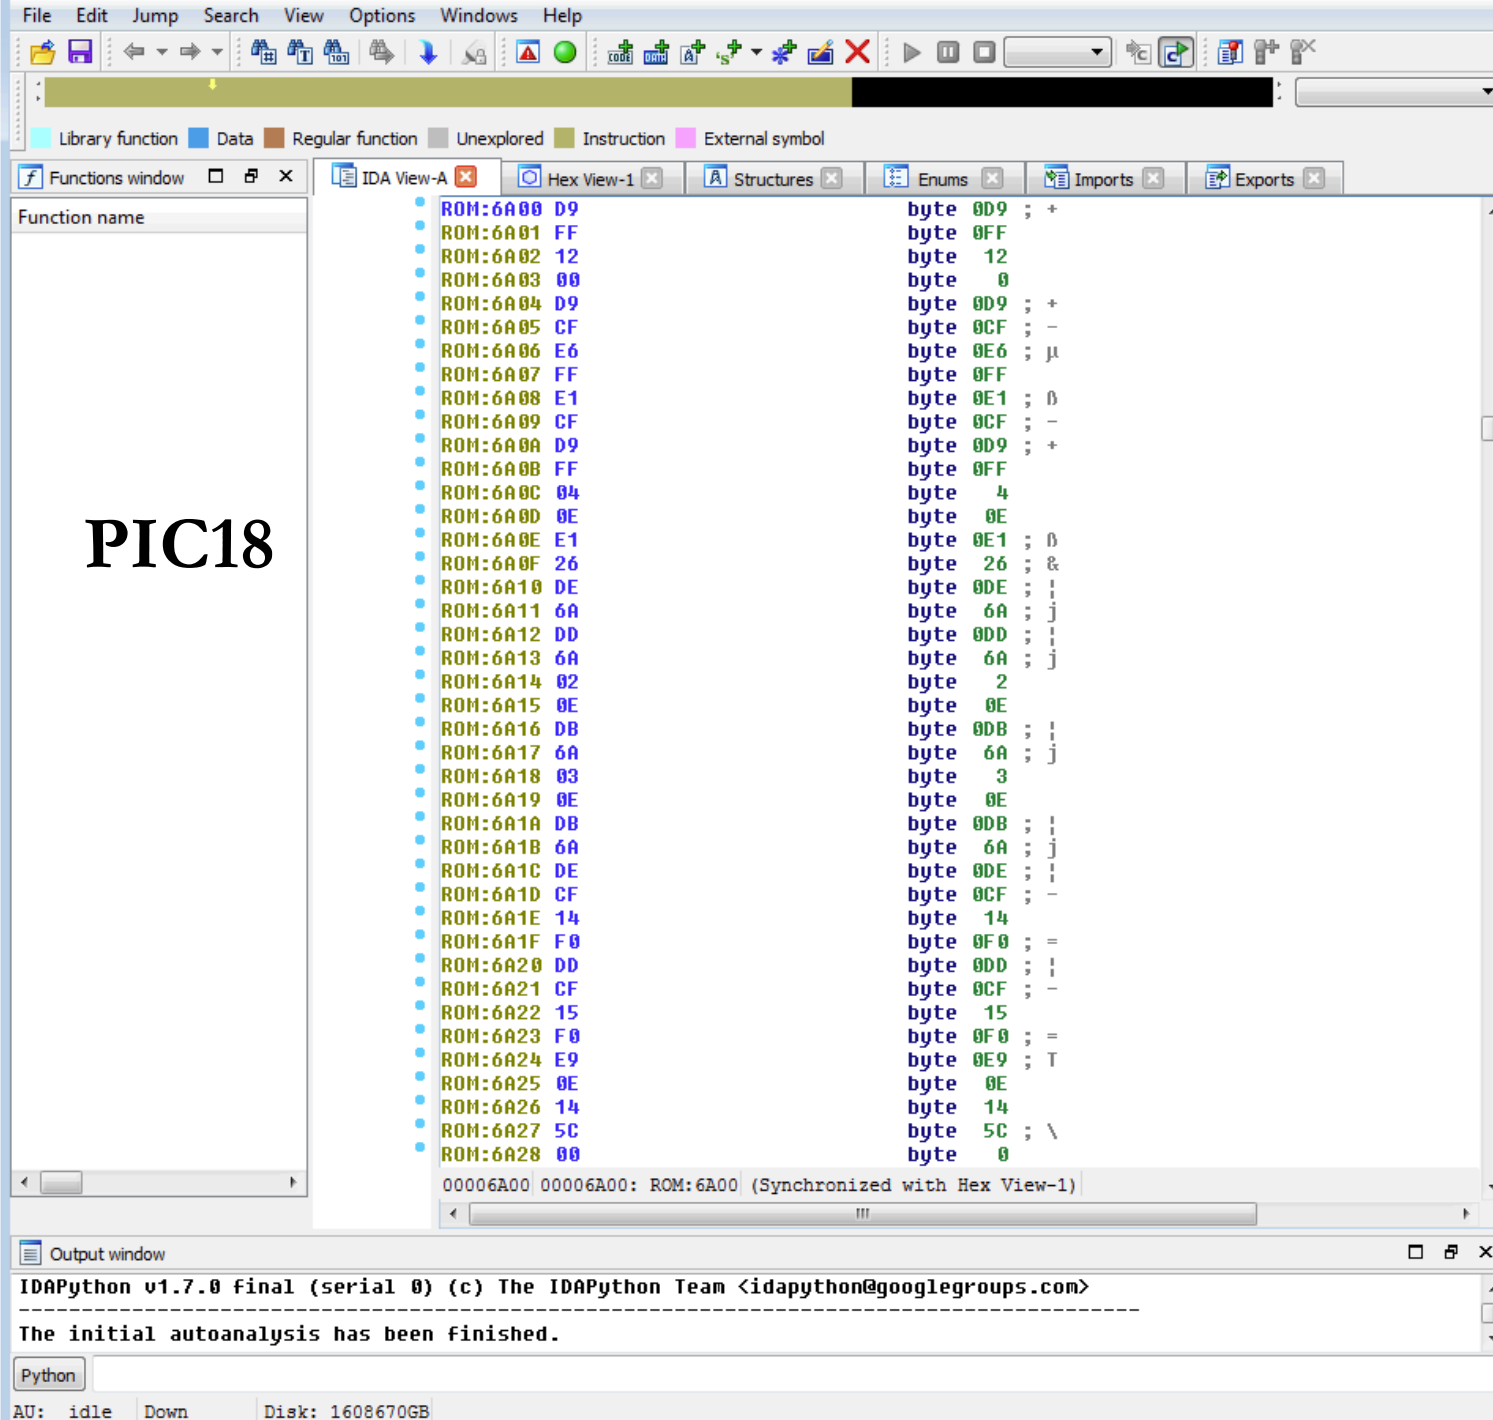 File Edit Jump Search View Options Windows Help
Library function Data Regular function Unexplored Instruction External symbol
Functions window IDA View-A Hex View-1 Structures Enums Imports Exports
Function name
PIC18
ROM:6A00 D9 byte 0D9 ; +
ROM:6A01 FF byte 0FF
ROM:6A02 12 byte 12
ROM:6A03 00 byte 0
ROM:6A04 D9 byte 0D9 ; +
ROM:6A05 CF byte 0CF ; -
ROM:6A06 E6 byte 0E6 ; µ
ROM:6A07 FF byte 0FF
ROM:6A08 E1 byte 0E1 ; ß
ROM:6A09 CF byte 0CF ; -
ROM:6A0A D9 byte 0D9 ; +
ROM:6A0B FF byte 0FF
ROM:6A0C 04 byte 4
ROM:6A0D 0E byte 0E
ROM:6A0E E1 byte 0E1 ; ß
ROM:6A0F 26 byte 26 ; &
ROM:6A10 DE byte 0DE ; ¦
ROM:6A11 6A byte 6A ; j
ROM:6A12 DD byte 0DD ; ¦
ROM:6A13 6A byte 6A ; j
ROM:6A14 02 byte 2
ROM:6A15 0E byte 0E
ROM:6A16 DB byte 0DB ; ¦
ROM:6A17 6A byte 6A ; j
ROM:6A18 03 byte 3
ROM:6A19 0E byte 0E
ROM:6A1A DB byte 0DB ; ¦
ROM:6A1B 6A byte 6A ; j
ROM:6A1C DE byte 0DE ; ¦
ROM:6A1D CF byte 0CF ; -
ROM:6A1E 14 byte 14
ROM:6A1F F0 byte 0F0 ; =
ROM:6A20 DD byte 0DD ; ¦
ROM:6A21 CF byte 0CF ; -
ROM:6A22 15 byte 15
ROM:6A23 F0 byte 0F0 ; =
ROM:6A24 E9 byte 0E9 ; T
ROM:6A25 0E byte 0E
ROM:6A26 14 byte 14
ROM:6A27 5C byte 5C ; \
ROM:6A28 00 byte 0
00006A00 00006A00: ROM:6A00 (Synchronized with Hex View-1)
Output window
IDAPython v1.7.0 final (serial 0) (c) The IDAPython Team <idapython@googlegroups.com>
-----------------------------------------------------------------------------------------
The initial autoanalysis has been finished.
Python
AU: idle Down Disk: 1608670GB